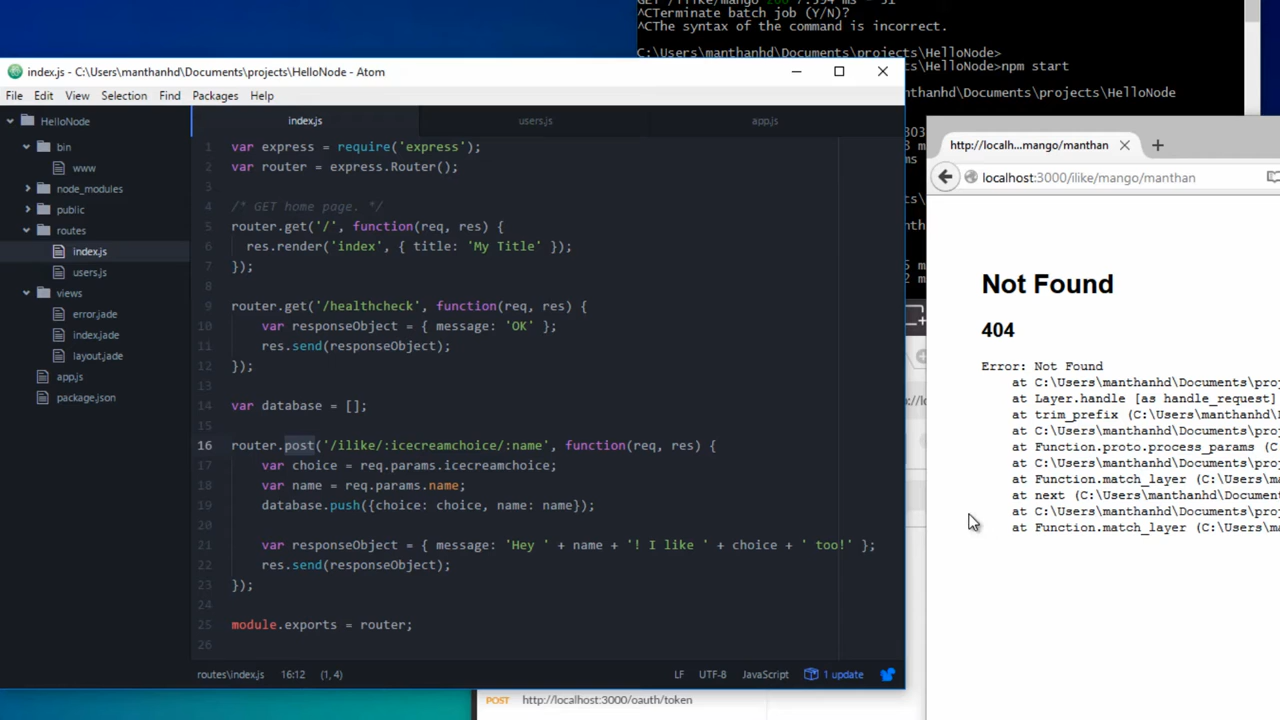 GET /ilike/mango 200 7.594 ms - 31
^CTerminate batch job (Y/N)?
^CThe syntax of the command is incorrect.
C:\Users\manthanhd\Documents\projects\HelloNode>
\HelloNode>npm start
anthanhd\Documents\projects\HelloNode
index.js - C:\Users\manthanhd\Documents\projects\HelloNode - Atom
File Edit View Selection Find Packages Help
HelloNode
bin
www
node_modules
public
routes
index.js
users.js
views
error.jade
index.jade
layout.jade
app.js
package.json
index.js users.js app.js
1 var express = require('express');
2 var router = express.Router();
3
4 /* GET home page. */
5 router.get('/', function(req, res) {
6 res.render('index', { title: 'My Title' });
7 });
8
9 router.get('/healthcheck', function(req, res) {
10 var responseObject = { message: 'OK' };
11 res.send(responseObject);
12 });
13
14 var database = [];
15
16 router.post('/ilike/:icecreamchoice/:name', function(req, res) {
17 var choice = req.params.icecreamchoice;
18 var name = req.params.name;
19 database.push({choice: choice, name: name});
20
21 var responseObject = { message: 'Hey ' + name + '! I like ' + choice + ' too!' };
22 res.send(responseObject);
23 });
24
25 module.exports = router;
26
routes\index.js 16:12 (1, 4) LF UTF-8 JavaScript 1 update
http://localh...mango/manthan
localhost:3000/ilike/mango/manthan
Not Found
404
Error: Not Found
at C:\Users\manthanhd\Documents\proj
at Layer.handle [as handle_request]
at trim_prefix (C:\Users\manthanhd\D
at C:\Users\manthanhd\Documents\proj
at Function.proto.process_params (C:
at C:\Users\manthanhd\Documents\proj
at Function.match_layer (C:\Users\ma
at next (C:\Users\manthanhd\Document
at C:\Users\manthanhd\Documents\proj
at Function.match_layer (C:\Users\ma
POST http://localhost:3000/oauth/token